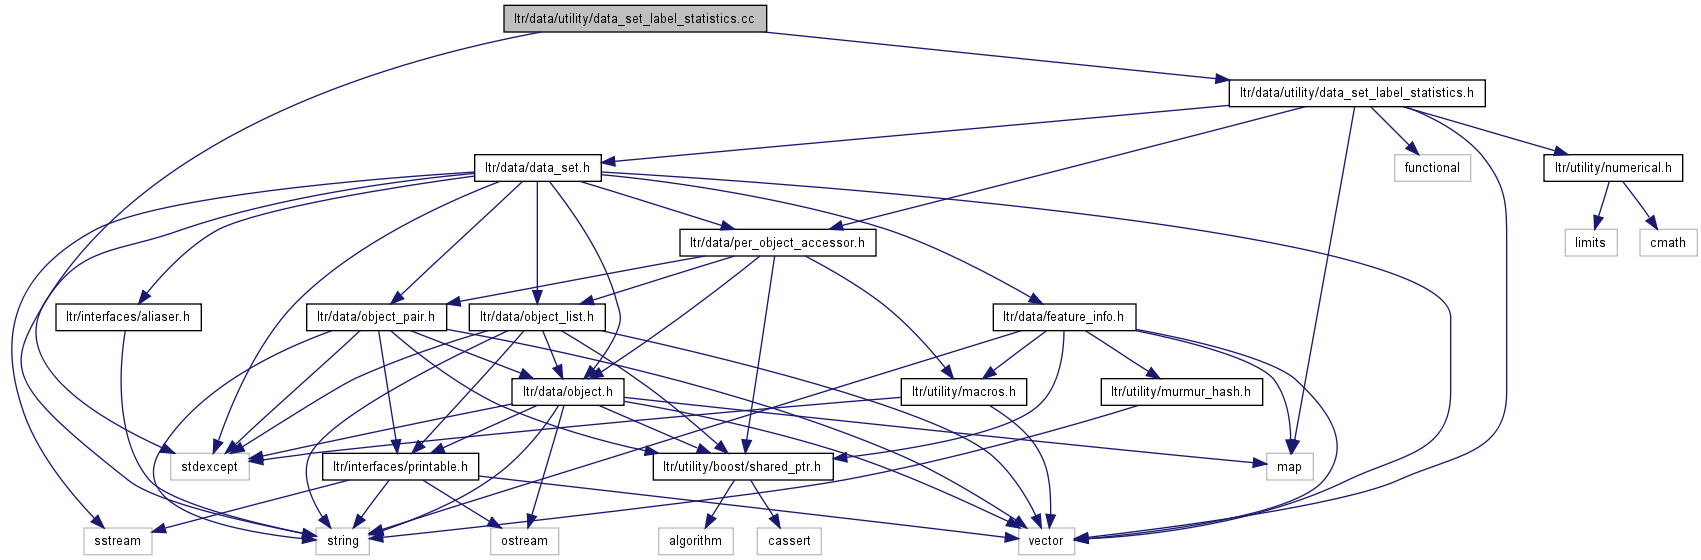 ltr/data/utility/data_set_label_statistics.cc
ltr/data/utility/data_set_label_statistics.h
ltr/data/data_set.h
functional
ltr/utility/numerical.h
ltr/data/per_object_accessor.h
limits
cmath
ltr/interfaces/aliaser.h
ltr/data/object_pair.h
ltr/data/object_list.h
ltr/data/feature_info.h
ltr/data/object.h
ltr/utility/macros.h
ltr/utility/murmur_hash.h
stdexcept
ltr/interfaces/printable.h
ltr/utility/boost/shared_ptr.h
map
sstream
string
ostream
algorithm
cassert
vector